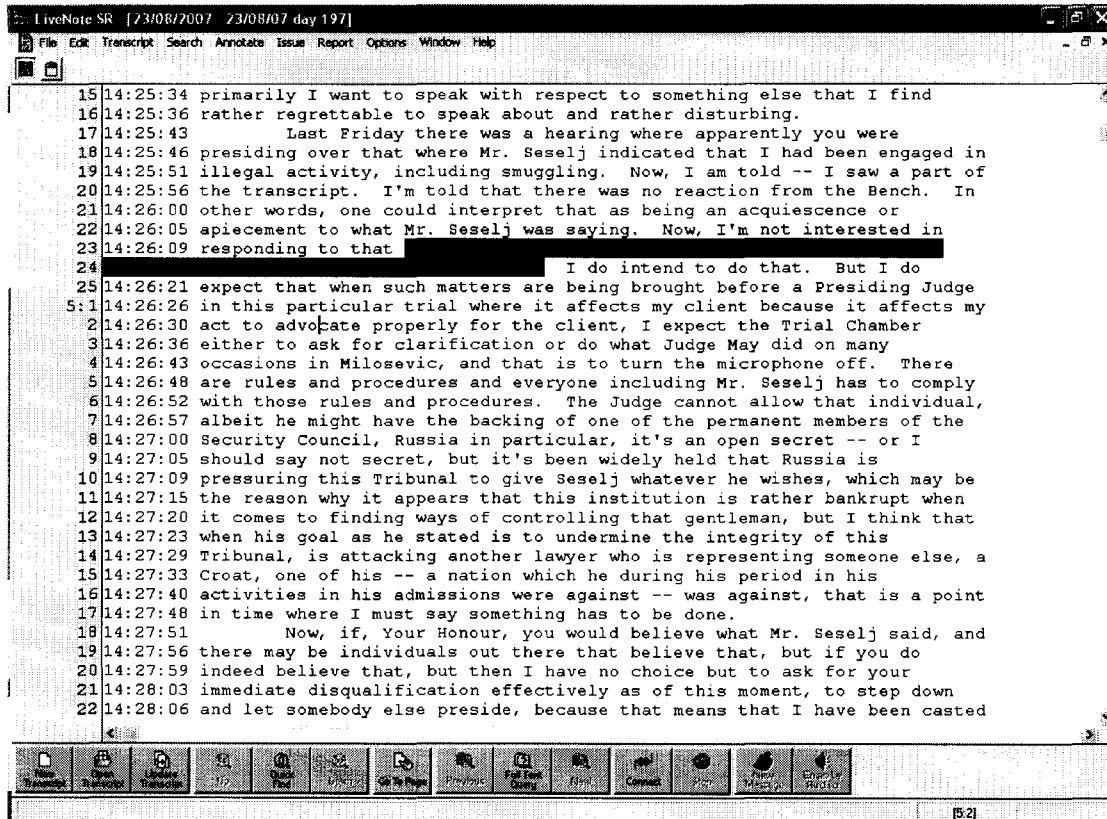 LiveNote SR - [23/08/2007 23/08/07 day 197]
File Edit Transcript Search Annotate Issue Report Options Window Help
15 14:25:34 primarily I want to speak with respect to something else that I find
16 14:25:36 rather regrettable to speak about and rather disturbing.
17 14:25:43 Last Friday there was a hearing where apparently you were
18 14:25:46 presiding over that where Mr. Seselj indicated that I had been engaged in
19 14:25:51 illegal activity, including smuggling. Now, I am told -- I saw a part of
20 14:25:56 the transcript. I'm told that there was no reaction from the Bench. In
21 14:26:00 other words, one could interpret that as being an acquiescence or
22 14:26:05 apiecement to what Mr. Seselj was saying. Now, I'm not interested in
23 14:26:09 responding to that
24 I do intend to do that. But I do
25 14:26:21 expect that when such matters are being brought before a Presiding Judge
5:1 14:26:26 in this particular trial where it affects my client because it affects my
2 14:26:30 act to advocate properly for the client, I expect the Trial Chamber
3 14:26:36 either to ask for clarification or do what Judge May did on many
4 14:26:43 occasions in Milosevic, and that is to turn the microphone off. There
5 14:26:48 are rules and procedures and everyone including Mr. Seselj has to comply
6 14:26:52 with those rules and procedures. The Judge cannot allow that individual,
7 14:26:57 albeit he might have the backing of one of the permanent members of the
8 14:27:00 Security Council, Russia in particular, it's an open secret -- or I
9 14:27:05 should say not secret, but it's been widely held that Russia is
10 14:27:09 pressuring this Tribunal to give Seselj whatever he wishes, which may be
11 14:27:15 the reason why it appears that this institution is rather bankrupt when
12 14:27:20 it comes to finding ways of controlling that gentleman, but I think that
13 14:27:23 when his goal as he stated is to undermine the integrity of this
14 14:27:29 Tribunal, is attacking another lawyer who is representing someone else, a
15 14:27:33 Croat, one of his -- a nation which he during his period in his
16 14:27:40 activities in his admissions were against -- was against, that is a point
17 14:27:48 in time where I must say something has to be done.
18 14:27:51 Now, if, Your Honour, you would believe what Mr. Seselj said, and
19 14:27:56 there may be individuals out there that believe that, but if you do
20 14:27:59 indeed believe that, but then I have no choice but to ask for your
21 14:28:03 immediate disqualification effectively as of this moment, to step down
22 14:28:06 and let somebody else preside, because that means that I have been casted
New Transcript Open Transcript Update Transcript Quick Find Go To Page Previous Full Text Query Connect New Message Enable Audio
[5:2]